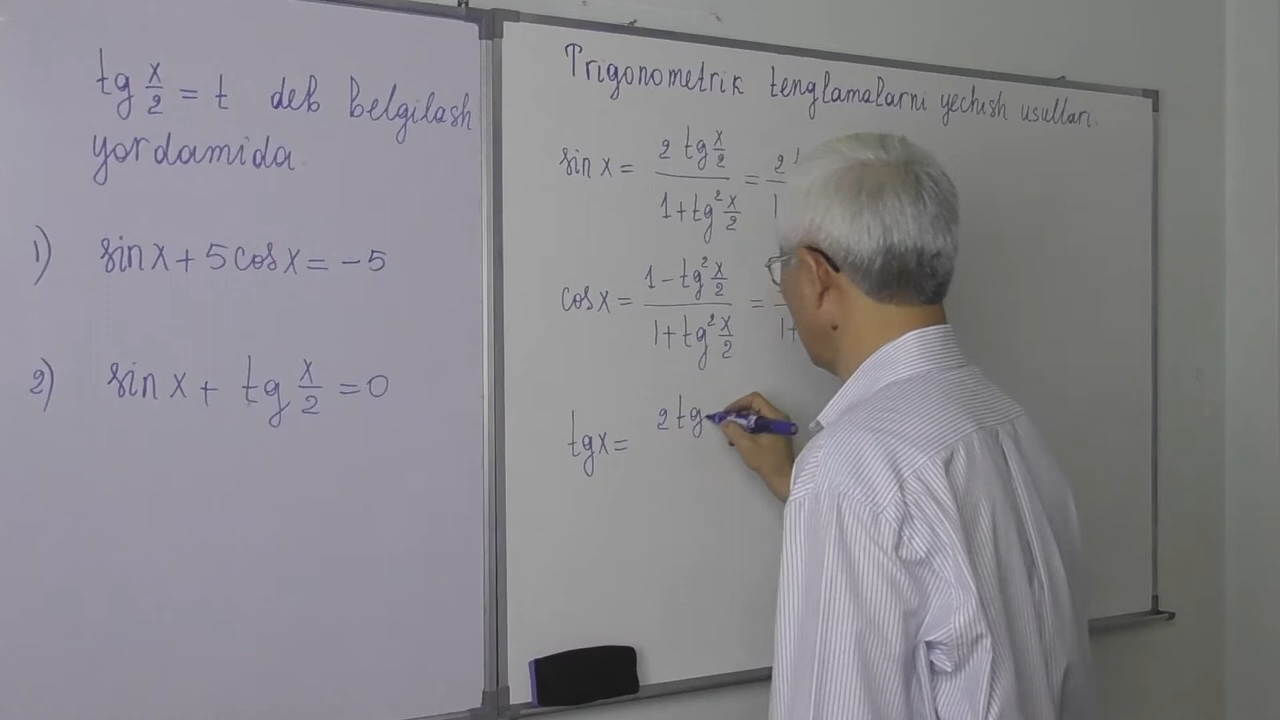 tg x/2 = t deb belgilash
yordamida
1) sin x + 5 cos x = -5
2) sin x + tg x/2 = 0
Trigonometrik tenglamalarni yechish usullari.
sin x = 2 tg x/2 / 1 + tg² x/2 = 2
cos x = 1 - tg² x/2 / 1 + tg² x/2 =
tg x = 2 tg